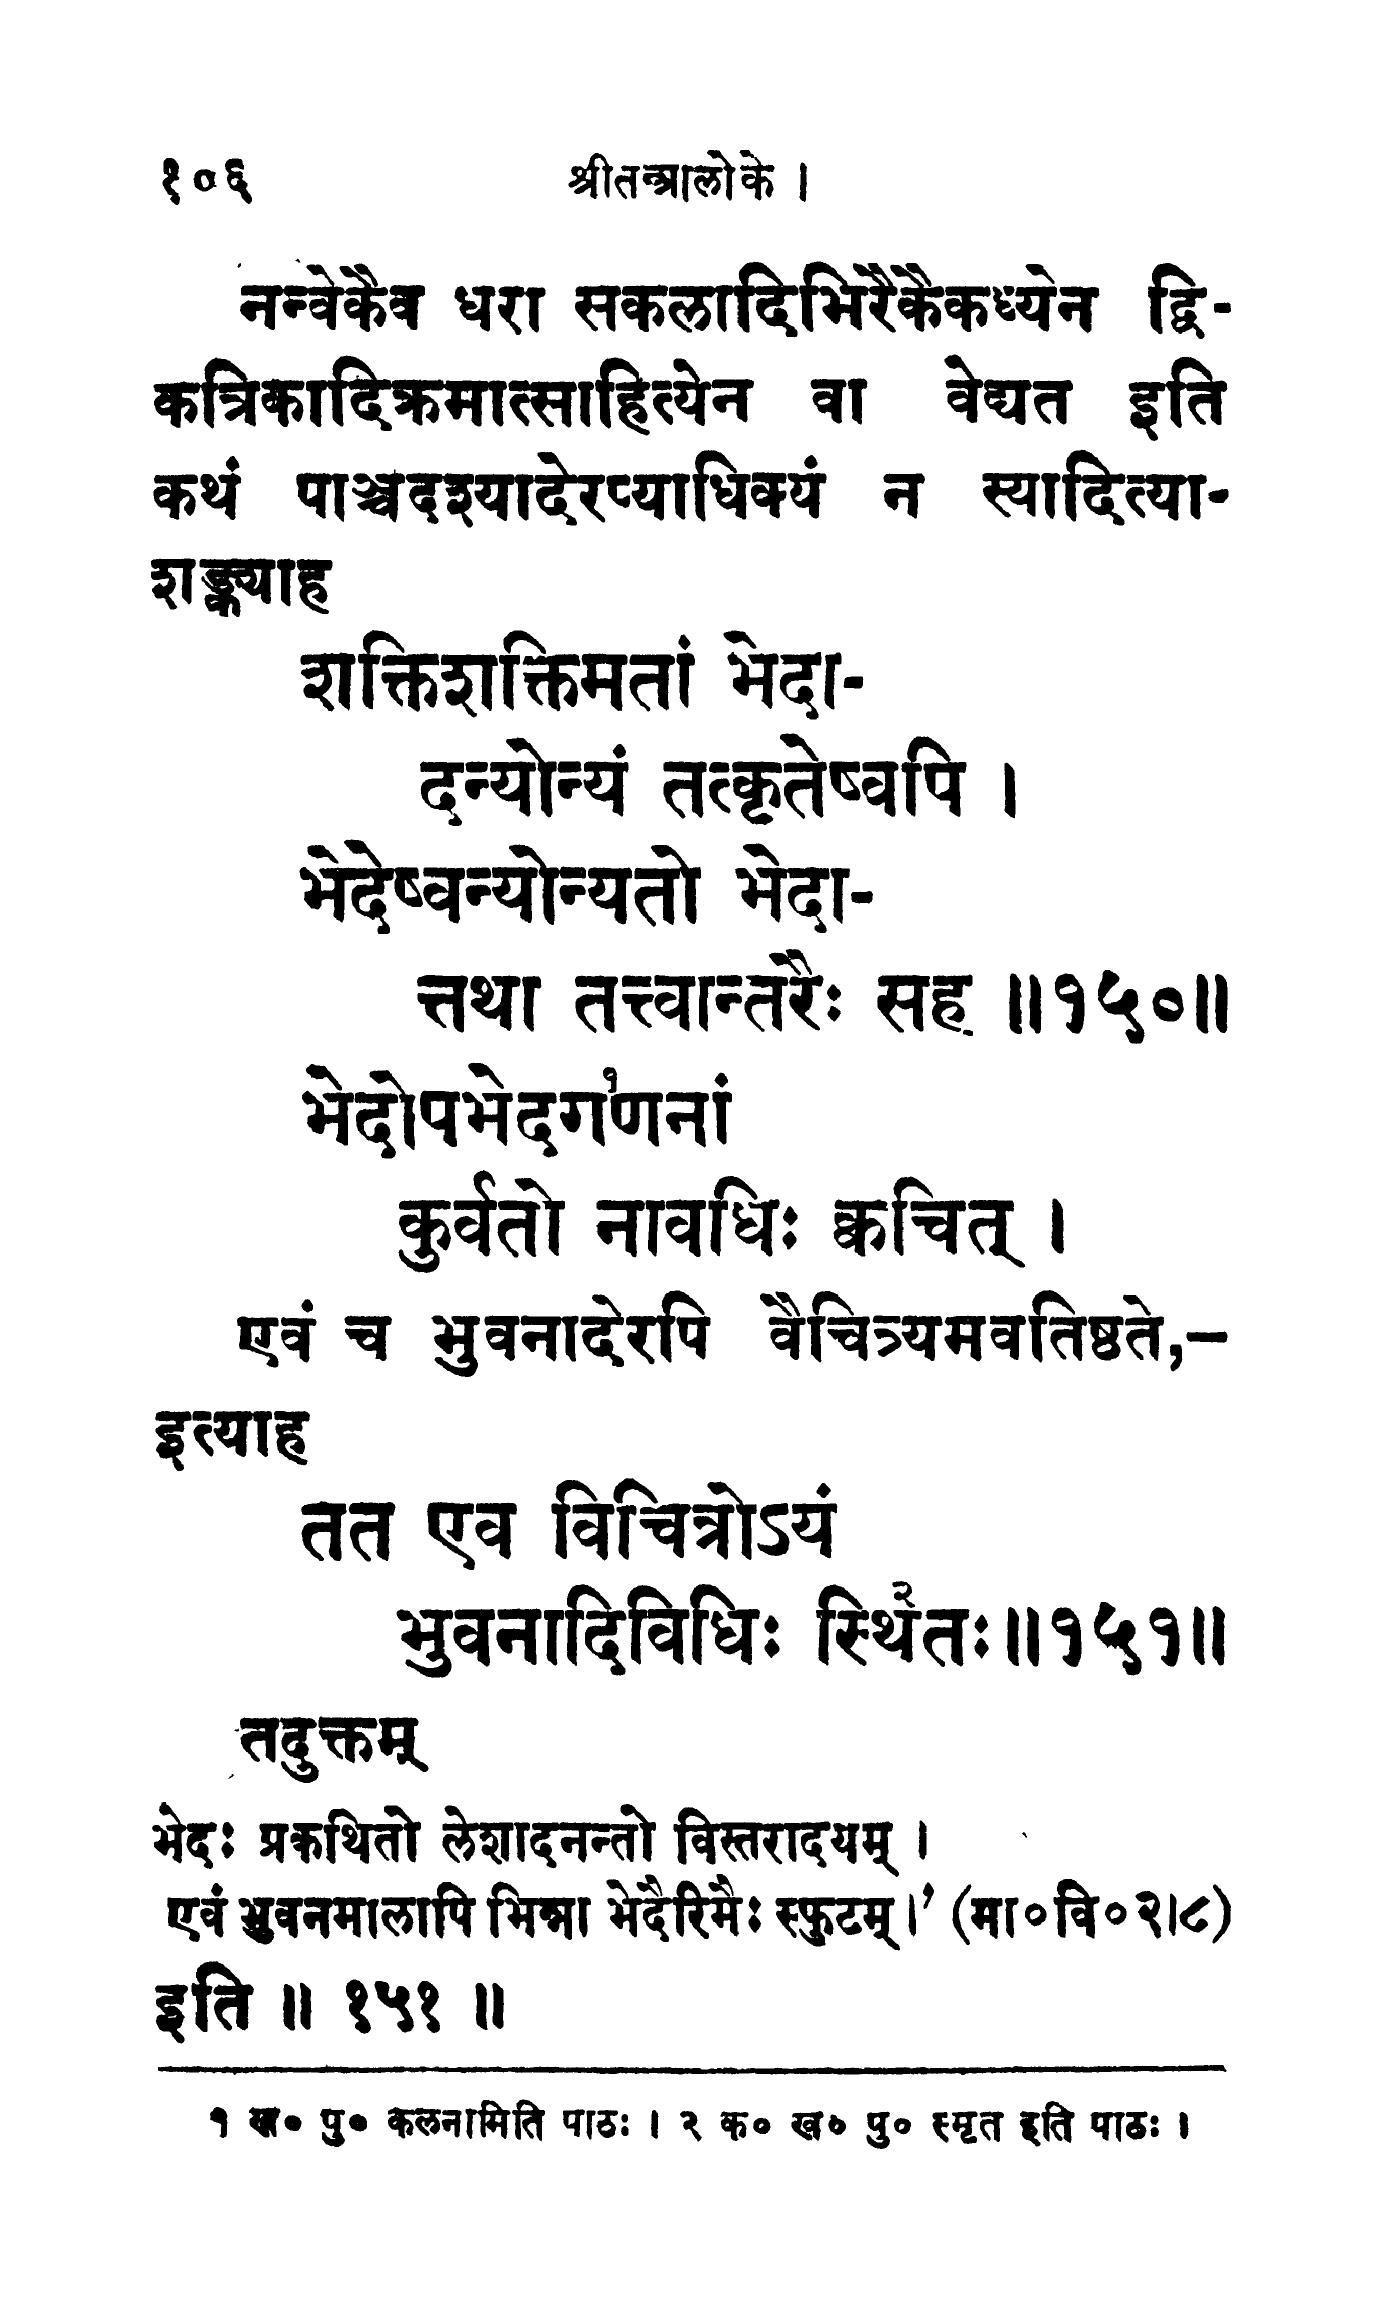 १०६ श्रीतन्त्रालोके ।
नन्वेकैव धरा सकलादिभिरैकैकध्येन द्वि-
कत्रिकादिक्रमात्साहित्येन वा वेद्यत इति
कथं पाञ्चदश्यादेरप्याधिक्यं न स्यादित्या-
शङ्क्याह
शक्तिशक्तिमतां भेदा-
दन्योन्यं तत्कृतेष्वपि ।
भेदेष्वन्योन्यतो भेदा-
त्तथा तत्त्वान्तरैः सह ॥१५०॥
भेदोपभेदग१णनां
कुर्वतो नावधिः क्वचित् ।
एवं च भुवनादेरपि वैचित्र्यमवतिष्ठते,—
इत्याह
तत एव विचित्रोऽयं
भुवनादिविधिः स्थि२तः॥१५१॥
तदुक्तम्
भेदः प्रकथितो लेशादनन्तो विस्तरादयम् ।
एवं भुवनमालापि भिन्ना भेदैरिमैः स्फुटम् ।’ (मा०वि०२।८)
इति ॥ १५१ ॥
१ ख० पु० कलनामिति पाठः । २ क० ख० पु० स्मृत इति पाठः ।